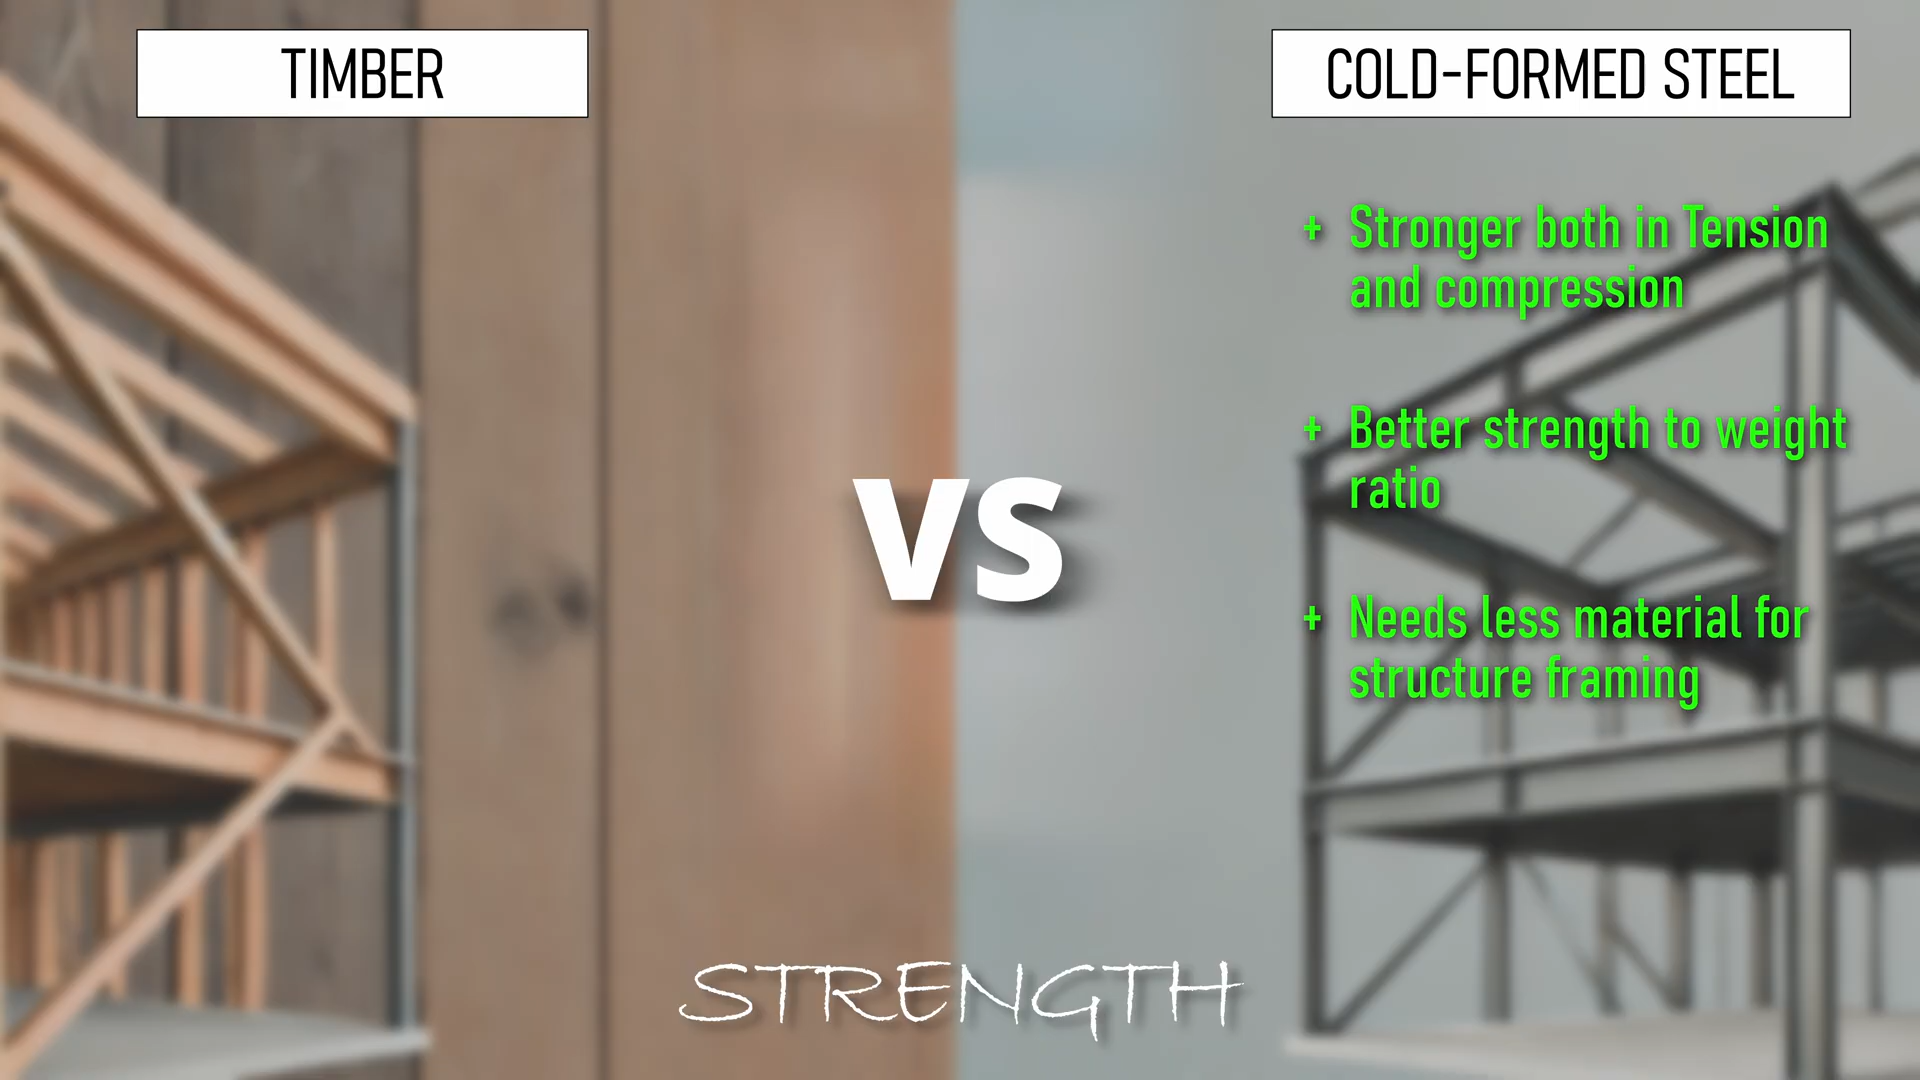 TIMBER
COLD-FORMED STEEL
+ Stronger both in Tension
and compression
+ Better strength to weight
ratio
+ Needs less material for
structure framing
VS
STRENGTH